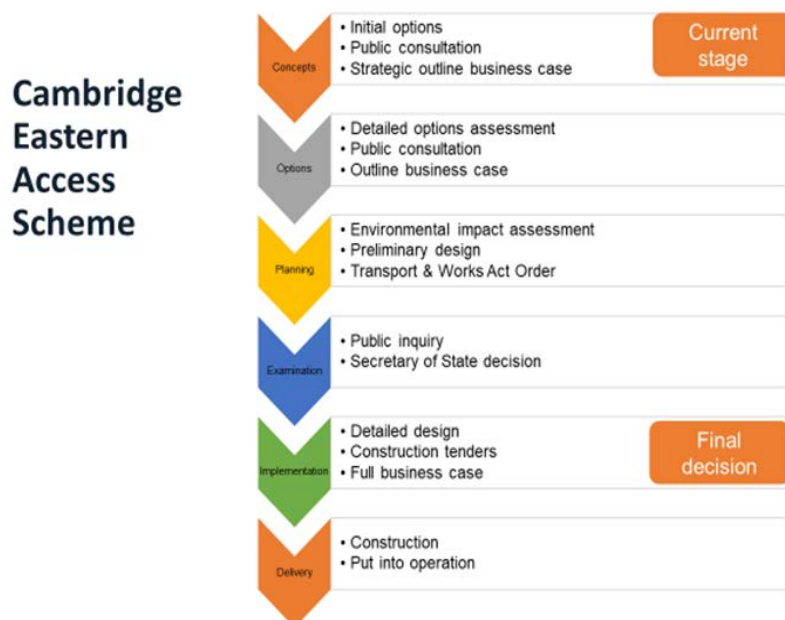 Cambridge
Eastern
Access
Scheme
Concepts
• Initial options
• Public consultation
• Strategic outline business case
Current
stage
Options
• Detailed options assessment
• Public consultation
• Outline business case
Planning
• Environmental impact assessment
• Preliminary design
• Transport & Works Act Order
Examination
• Public inquiry
• Secretary of State decision
Implementation
• Detailed design
• Construction tenders
• Full business case
Final
decision
Delivery
• Construction
• Put into operation